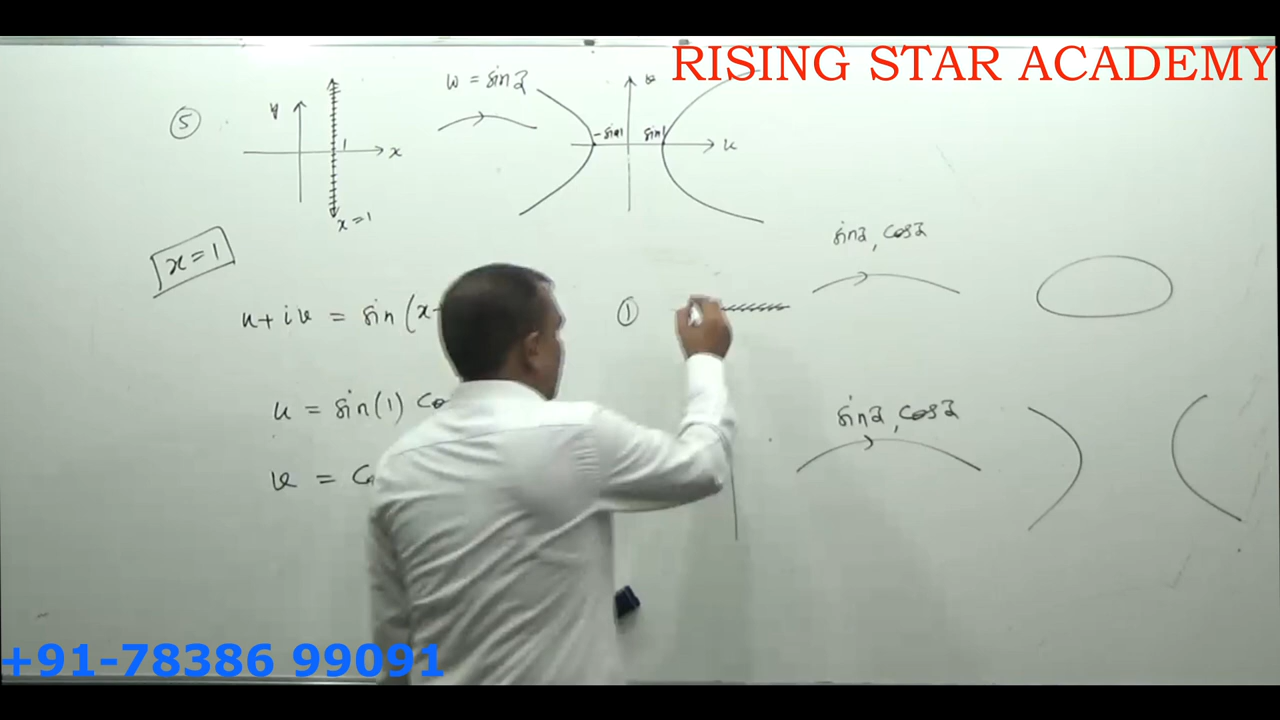 RISING STAR ACADEMY
⑤ y x 1 x=1
w = sin z
v -sin1 sin1 u
x=1
sin z, cos z
u+iv = sin(x
①
u = sin(1)
sin z, cos z
v =
+91-78386 99091